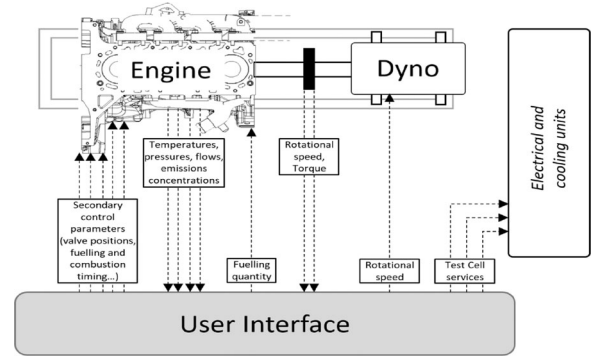 Engine
Dyno
Electrical and
cooling units
Temperatures,
pressures, flows,
emissions
concentrations
Rotational
speed,
Torque
Secondary
control
parameters
(valve positions,
fuelling and
combustion
timing...)
Fuelling
quantity
Rotational
speed
Test Cell
services
User Interface